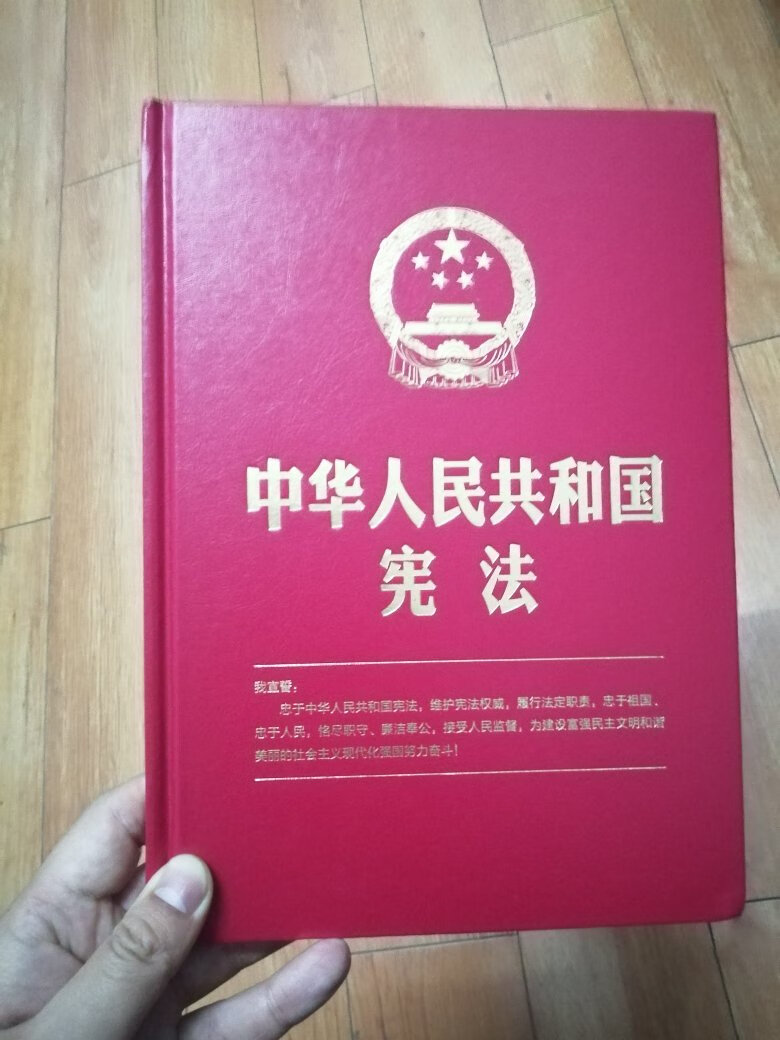 中华人民共和国
宪法
我宣誓：
忠于中华人民共和国宪法，维护宪法权威，履行法定职责，忠于祖国、
忠于人民，恪尽职守、廉洁奉公，接受人民监督，为建设富强民主文明和谐
美丽的社会主义现代化强国努力奋斗！